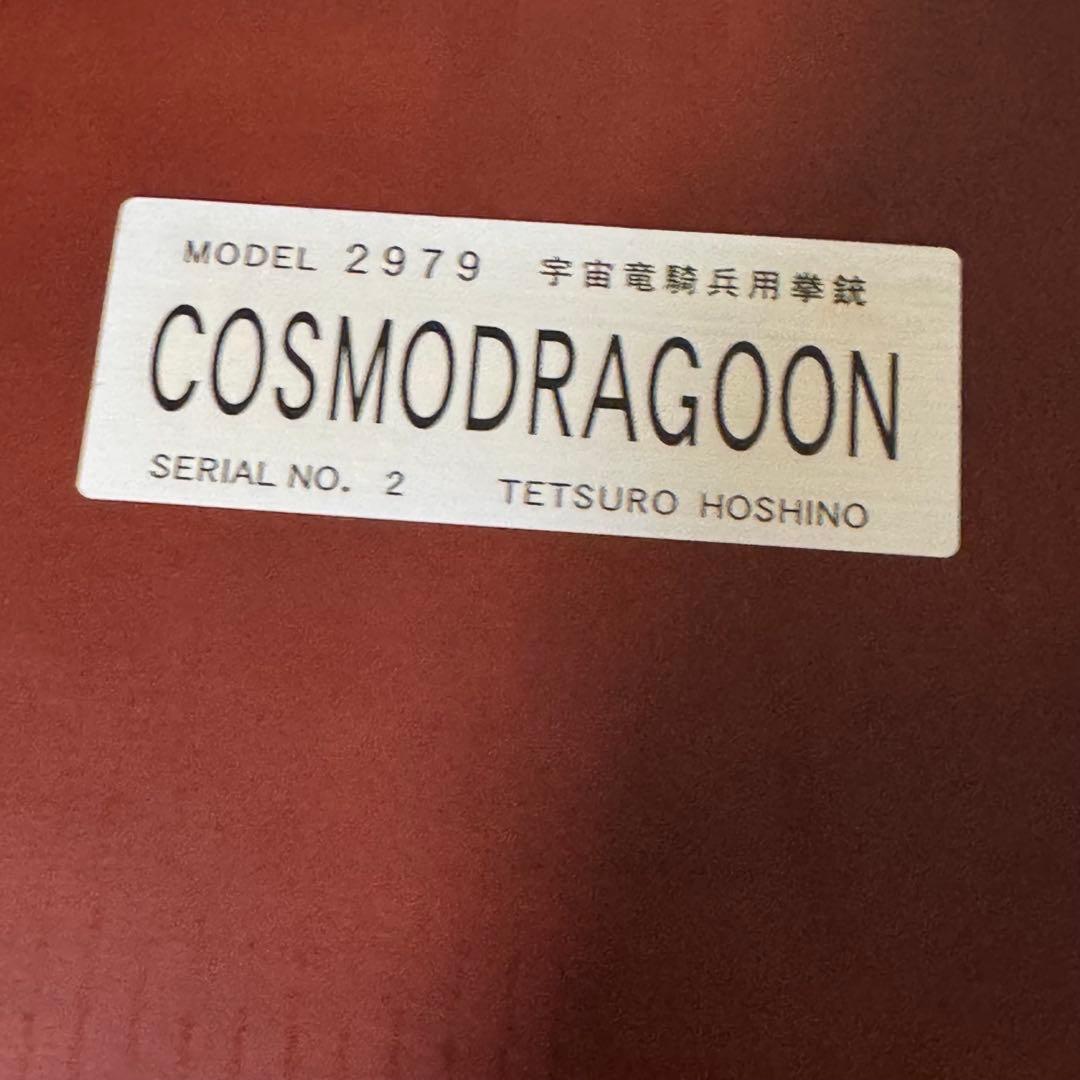 MODEL 2979 宇宙竜騎兵用拳銃
COSMODRAGOON
SERIAL NO. 2 TETSURO HOSHINO